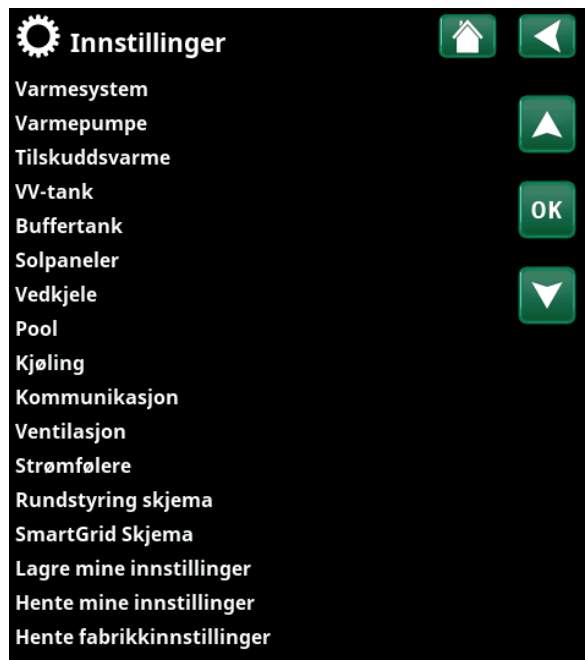 Innstillinger
Varmesystem
Varmepumpe
Tilskuddsvarme
VV-tank
OK
Buffertank
Solpaneler
Vedkjele
Pool
Kjøling
Kommunikasjon
Ventilasjon
Strømfølere
Rundstyring skjema
SmartGrid Skjema
Lagre mine innstillinger
Hente mine innstillinger
Hente fabrikkinnstillinger